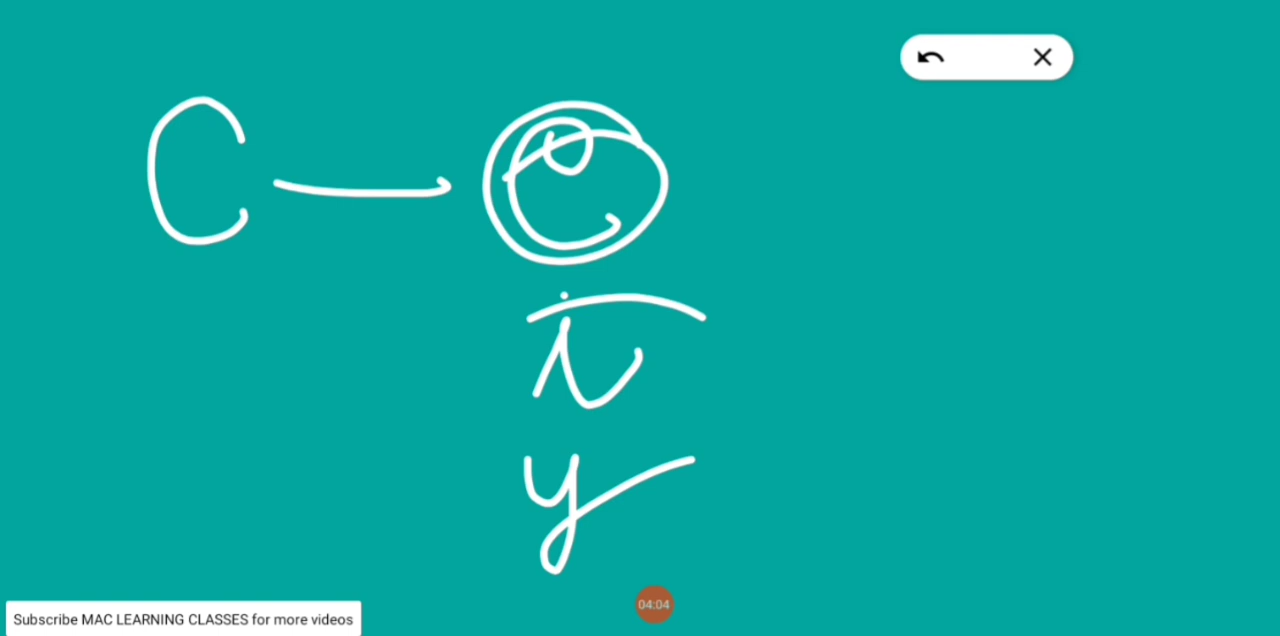 C — e
i
y
04:04
Subscribe MAC LEARNING CLASSES for more videos